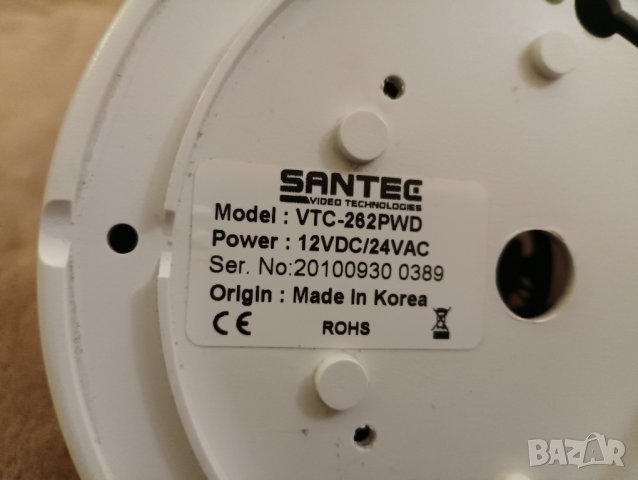 SANTEC
VIDEO TECHNOLOGIES
Model : VTC-262PWD
Power : 12VDC/24VAC
Ser. No:20100930 0389
Origin : Made In Korea
CE ROHS
BAZAR